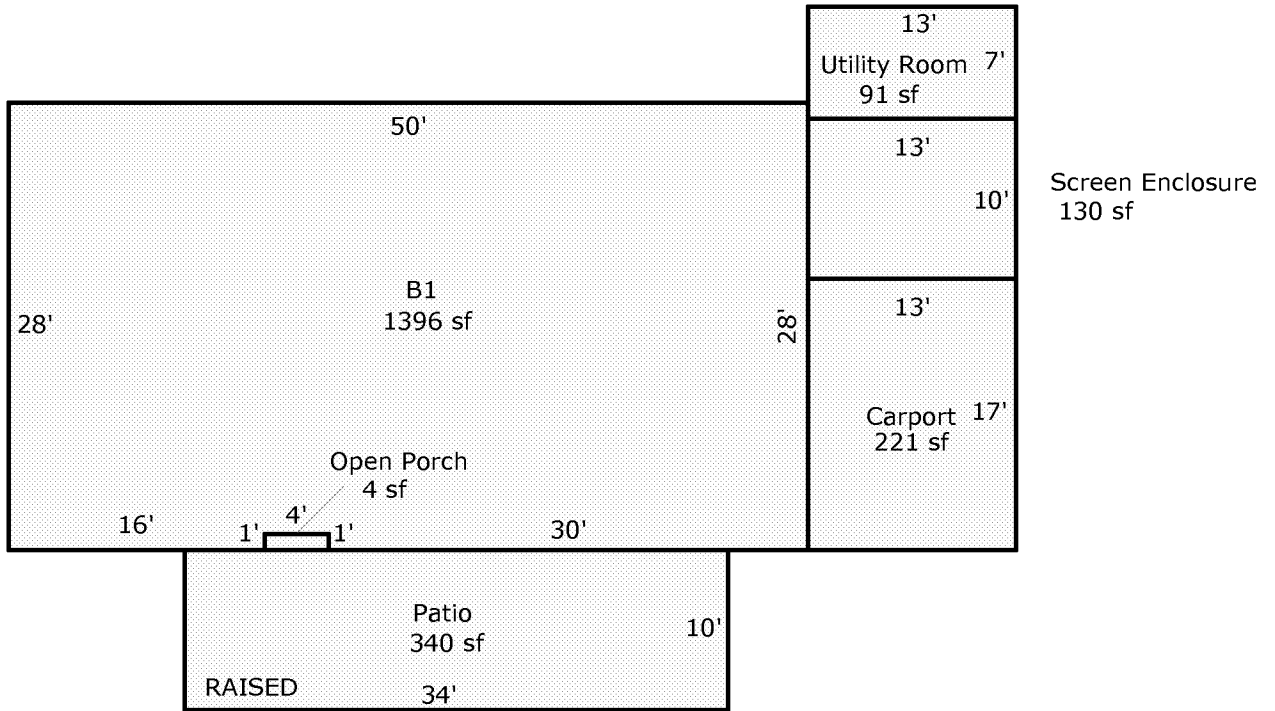 13'
Utility Room 7'
91 sf
50'
13'
Screen Enclosure
10'
130 sf
B1
1396 sf
28'
28'
13'
Carport 17'
221 sf
Open Porch
4 sf
16'
1' 4' 1'
30'
Patio
340 sf
10'
RAISED
34'